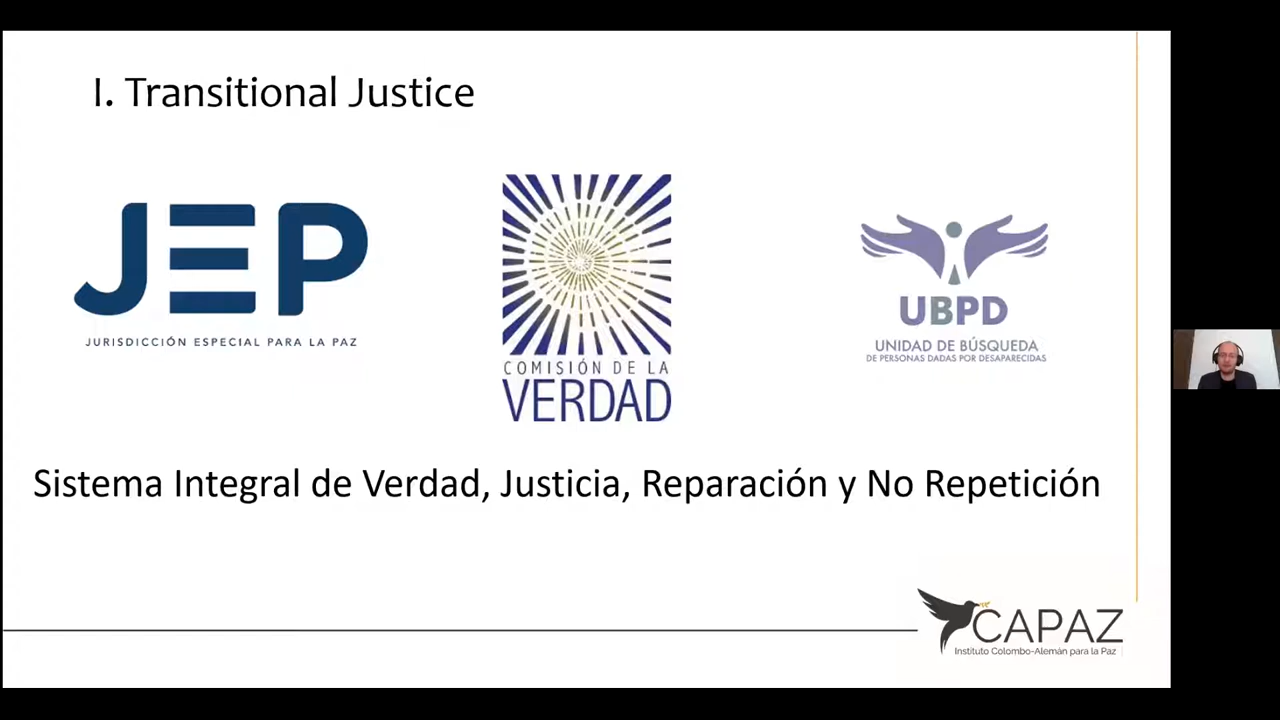 I. Transitional Justice
JEP
JURISDICCIÓN ESPECIAL PARA LA PAZ
COMISIÓN DE LA
VERDAD
UBPD
UNIDAD DE BÚSQUEDA
DE PERSONAS DADAS POR DESAPARECIDAS
Sistema Integral de Verdad, Justicia, Reparación y No Repetición
CAPAZ
Instituto Colombo-Alemán para la Paz